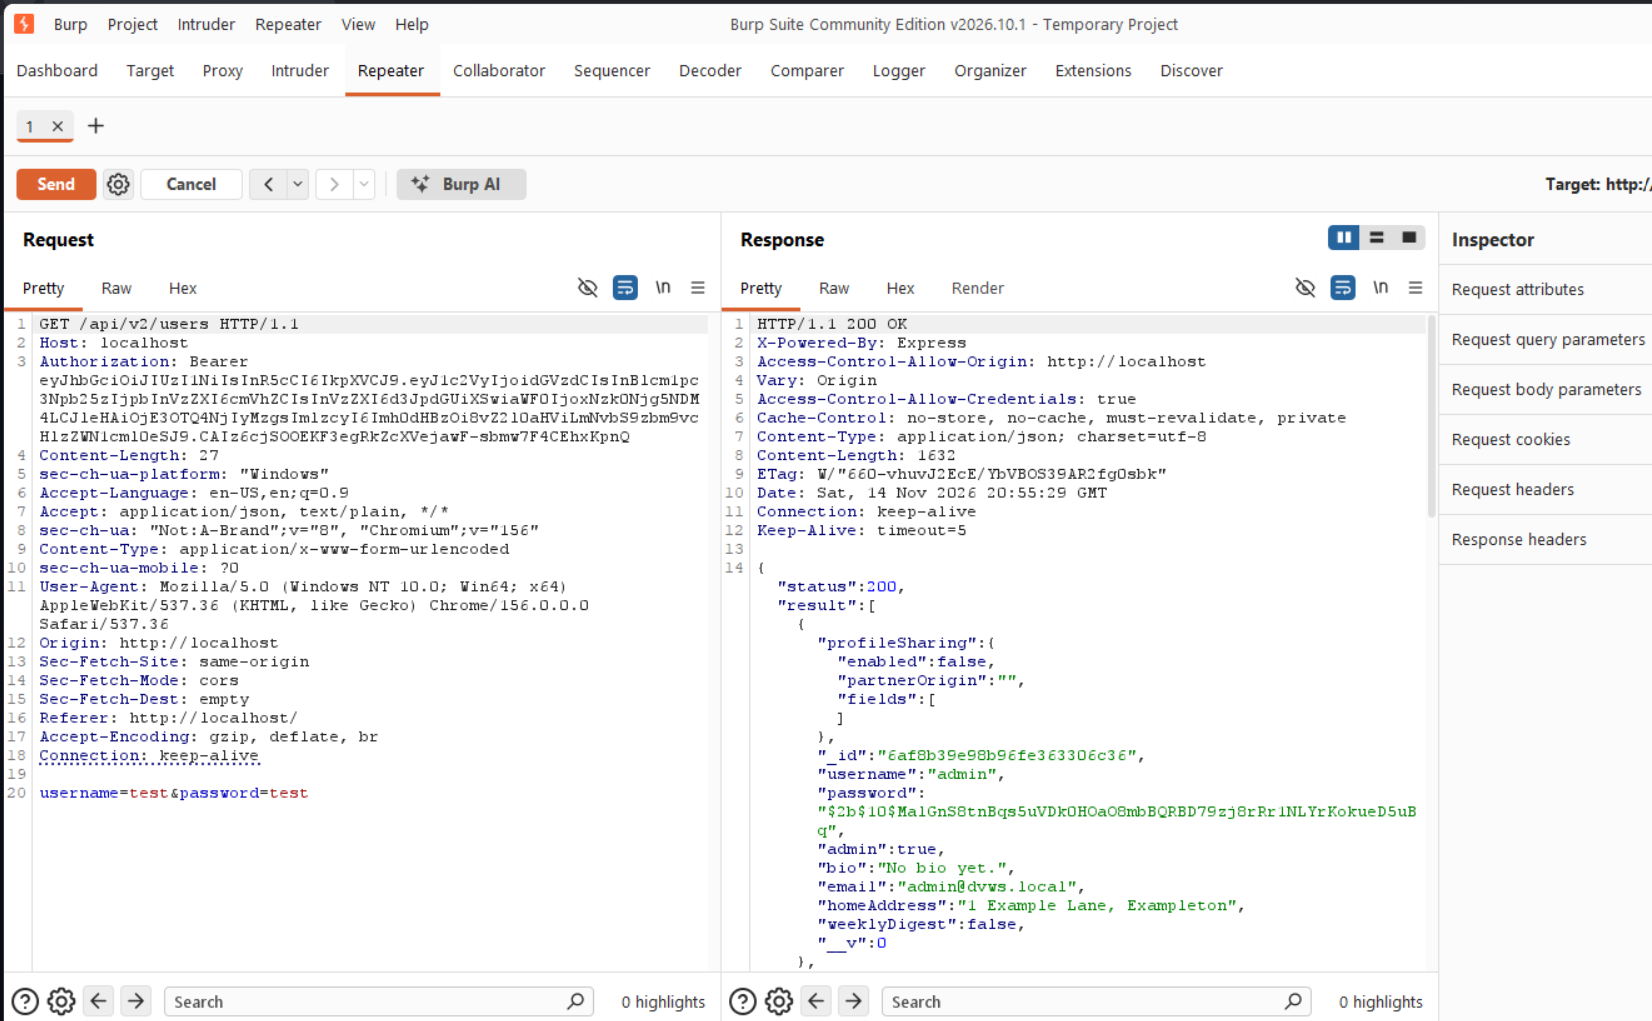 Burp Project Intruder Repeater View Help Burp Suite Community Edition v2026.10.1 - Temporary Project
Dashboard Target Proxy Intruder Repeater Collaborator Sequencer Decoder Comparer Logger Organizer Extensions Discover
1 × +
Send Cancel < > Burp AI Target: http:/
Request
Pretty Raw Hex \n
1 GET /api/v2/users HTTP/1.1
2 Host: localhost
3 Authorization: Bearer
4 Content-Length: 27
5 sec-ch-ua-platform: "Windows"
6 Accept-Language: en-US,en;q=0.9
7 Accept: application/json, text/plain, */*
8 sec-ch-ua: "Not:A-Brand";v="8", "Chromium";v="156"
9 Content-Type: application/x-www-form-urlencoded
10 sec-ch-ua-mobile: ?0
11 User-Agent: Mozilla/5.0 (Windows NT 10.0; Win64; x64)
AppleWebKit/537.36 (KHTML, like Gecko) Chrome/156.0.0.0
Safari/537.36
12 Origin: http://localhost
13 Sec-Fetch-Site: same-origin
14 Sec-Fetch-Mode: cors
15 Sec-Fetch-Dest: empty
16 Referer: http://localhost/
17 Accept-Encoding: gzip, deflate, br
18 Connection: keep-alive
19
20 username=test&password=test
Search 0 highlights
Response
Pretty Raw Hex Render \n
1 HTTP/1.1 200 OK
2 X-Powered-By: Express
3 Access-Control-Allow-Origin: http://localhost
4 Vary: Origin
5 Access-Control-Allow-Credentials: true
6 Cache-Control: no-store, no-cache, must-revalidate, private
7 Content-Type: application/json; charset=utf-8
8 Content-Length: 1632
9 ETag: W/"660-vhuvJ2EcE/YbVBOS39AR2fgOsbk"
10 Date: Sat, 14 Nov 2026 20:55:29 GMT
11 Connection: keep-alive
12 Keep-Alive: timeout=5
13
14 {
"status":200,
"result":[
{
"profileSharing":{
"enabled":false,
"partnerOrigin":"",
"fields":[
]
},
"_id":"6af8b39e98b96fe363306c36",
"username":"admin",
"password":
"admin":true,
"bio":"No bio yet.",
"email":"admin@dvws.local",
"homeAddress":"1 Example Lane, Exampleton",
"weeklyDigest":false,
"__v":0
},
Search 0 highlights
Inspector
Request attributes
Request query parameters
Request body parameters
Request cookies
Request headers
Response headers